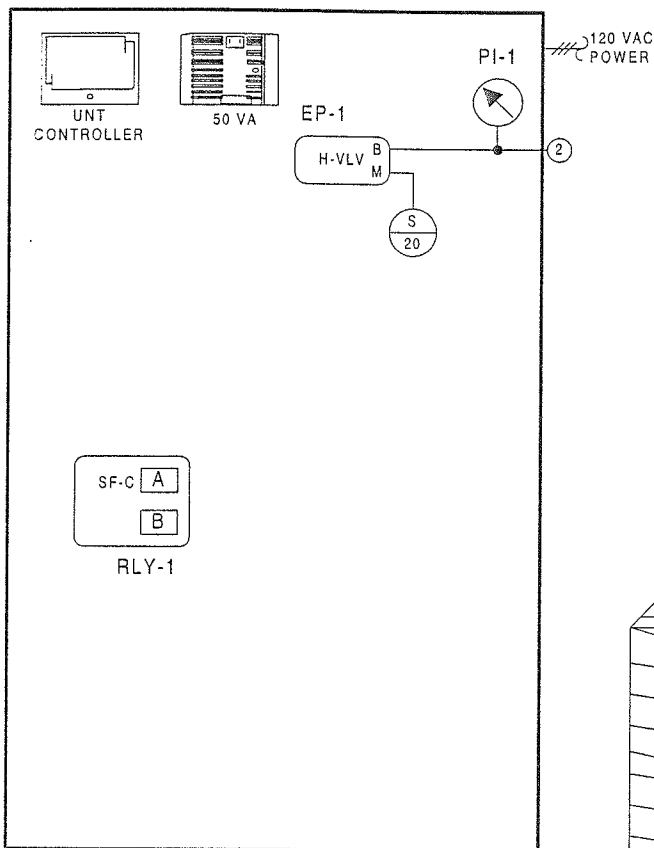 120 VAC
POWER
PI-1
UNT
CONTROLLER
50 VA
EP-1
H-VLV
B
M
2
S
20
SF-C
A
B
RLY-1